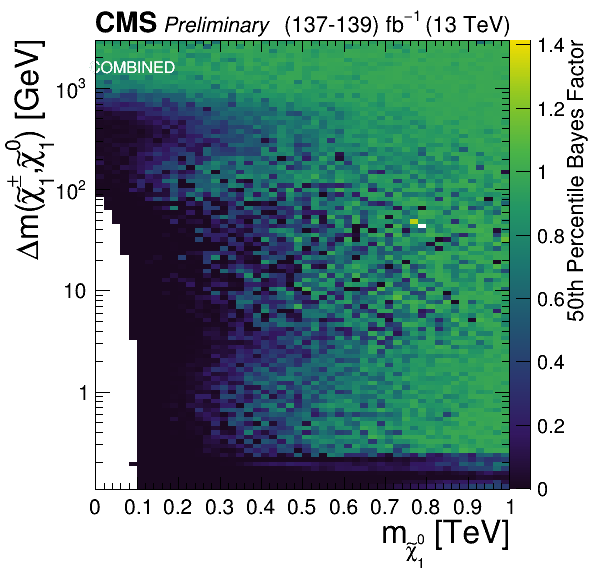 CMS Preliminary (137-139) fb⁻¹ (13 TeV)
COMBINED
Δm(χ̃₁±,χ̃₁⁰) [GeV]
10³
10²
10
1
0 0.1 0.2 0.3 0.4 0.5 0.6 0.7 0.8 0.9 1
m_χ̃₁⁰ [TeV]
1.4
1.2
1
0.8
0.6
0.4
0.2
0
50th Percentile Bayes Factor